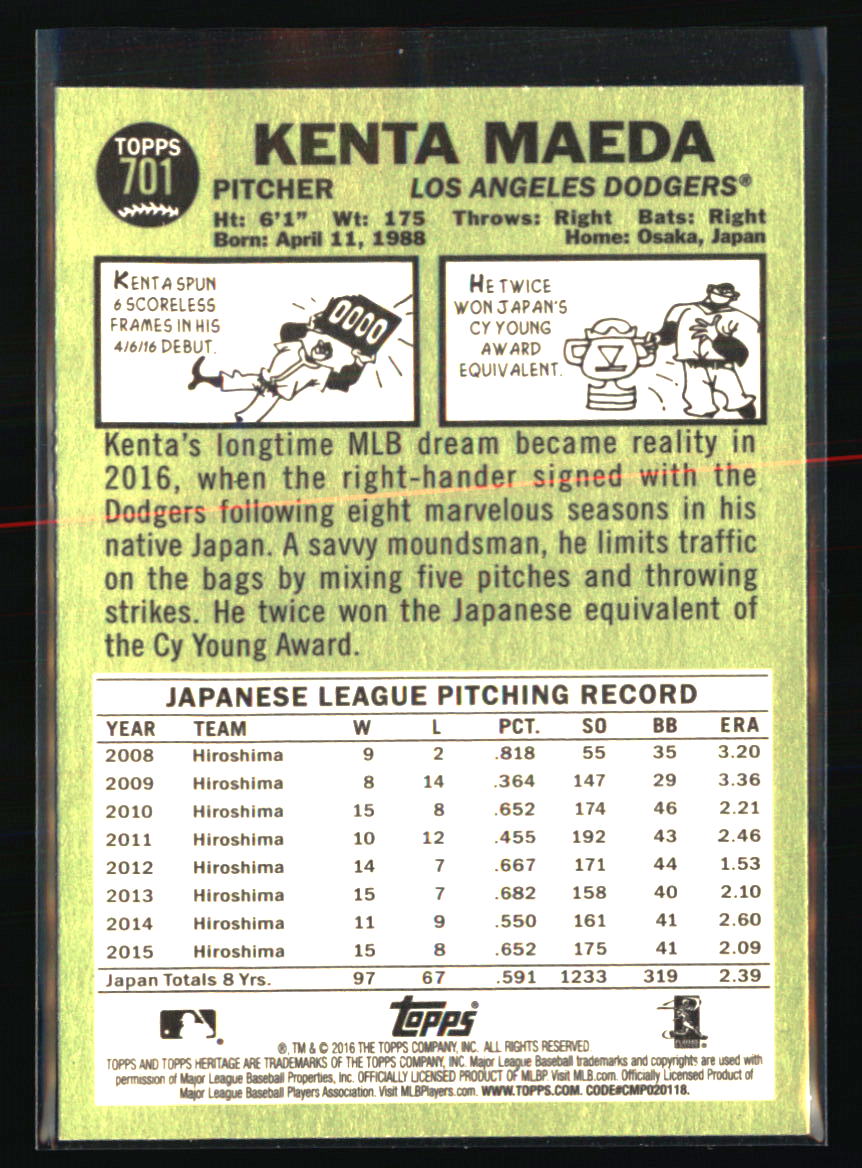 TOPPS
701
KENTA MAEDA
PITCHER LOS ANGELES DODGERS®
Ht: 6'1" Wt: 175 Throws: Right Bats: Right
Born: April 11, 1988 Home: Osaka, Japan
KENTA SPUN
6 SCORELESS
FRAMES IN HIS
4/6/16 DEBUT.
0000
HE TWICE
WON JAPAN'S
CY YOUNG
AWARD
EQUIVALENT.
Kenta's longtime MLB dream became reality in
2016, when the right-hander signed with the
Dodgers following eight marvelous seasons in his
native Japan. A savvy moundsman, he limits traffic
on the bags by mixing five pitches and throwing
strikes. He twice won the Japanese equivalent of
the Cy Young Award.
JAPANESE LEAGUE PITCHING RECORD
YEAR TEAM W L PCT. SO BB ERA
2008 Hiroshima 9 2 .818 55 35 3.20
2009 Hiroshima 8 14 .364 147 29 3.36
2010 Hiroshima 15 8 .652 174 46 2.21
2011 Hiroshima 10 12 .455 192 43 2.46
2012 Hiroshima 14 7 .667 171 44 1.53
2013 Hiroshima 15 7 .682 158 40 2.10
2014 Hiroshima 11 9 .550 161 41 2.60
2015 Hiroshima 15 8 .652 175 41 2.09
Japan Totals 8 Yrs. 97 67 .591 1233 319 2.39
Topps®
®, TM & © 2016 THE TOPPS COMPANY, INC. ALL RIGHTS RESERVED.
TOPPS AND TOPPS HERITAGE ARE TRADEMARKS OF THE TOPPS COMPANY, INC. Major League Baseball trademarks and copyrights are used with
permission of Major League Baseball Properties, Inc. OFFICIALLY LICENSED PRODUCT OF MLBP. Visit MLB.com. Officially Licensed Product of
Major League Baseball Players Association. Visit MLBPlayers.com. WWW.TOPPS.COM. CODE#CMP020118.